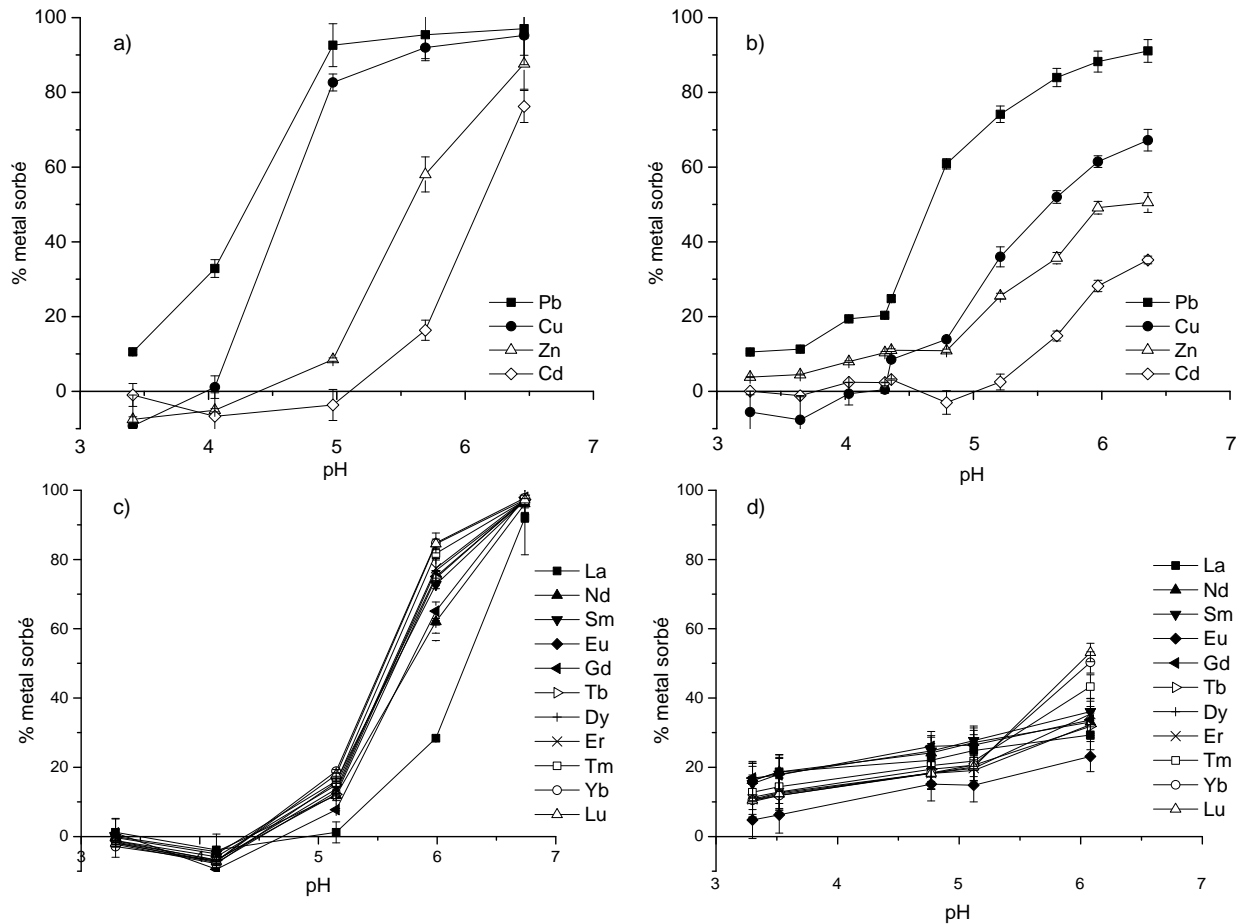 a)
% metal sorbé
100
80
60
40
20
0
Pb
Cu
Zn
Cd
3 4 5 6 7
pH
b)
% metal sorbé
100
80
60
40
20
0
Pb
Cu
Zn
Cd
3 4 5 6 7
pH
c)
% metal sorbé
100
80
60
40
20
0
La
Nd
Sm
Eu
Gd
Tb
Dy
Er
Tm
Yb
Lu
3 4 5 6 7
pH
d)
% metal sorbé
100
80
60
40
20
0
La
Nd
Sm
Eu
Gd
Tb
Dy
Er
Tm
Yb
Lu
3 4 5 6 7
pH